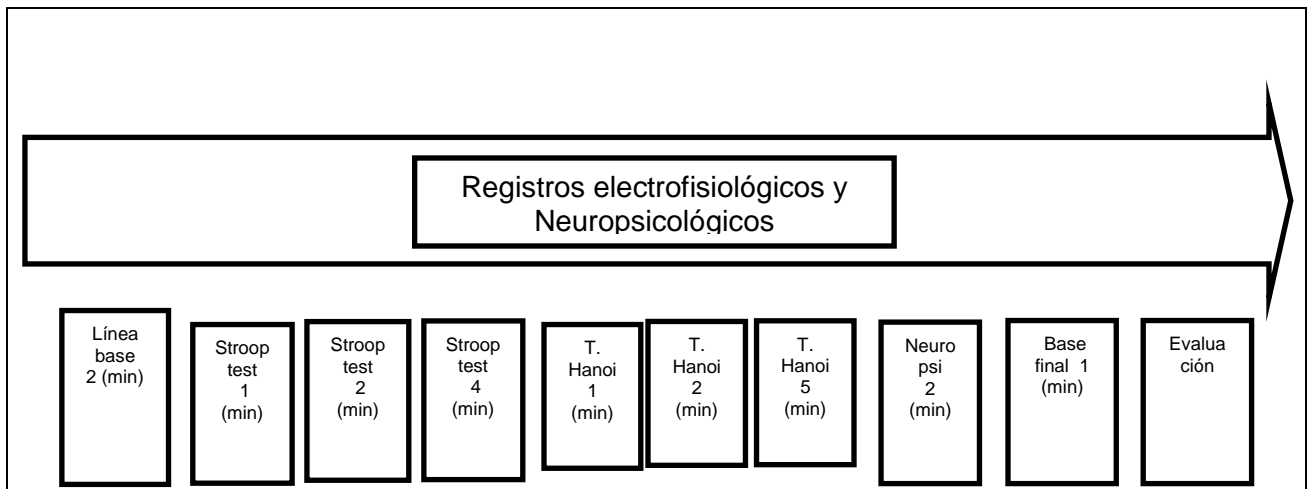 Registros electrofisiológicos y
Neuropsicológicos
Línea
base
2 (min)
Stroop
test
1
(min)
Stroop
test
2
(min)
Stroop
test
4
(min)
T.
Hanoi
1
(min)
T.
Hanoi
2
(min)
T.
Hanoi
5
(min)
Neuro
psi
2
(min)
Base
final 1
(min)
Evalua
ción